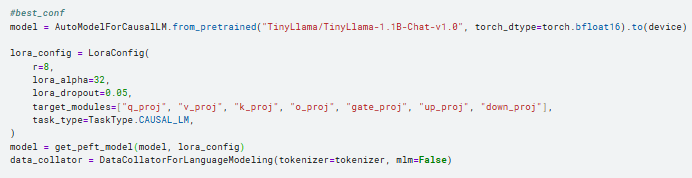 #best_conf
model = AutoModelForCausalLM.from_pretrained("TinyLlama/TinyLlama-1.1B-Chat-v1.0", torch_dtype=torch.bfloat16).to(device)
lora_config = LoraConfig(
    r=8,
    lora_alpha=32,
    lora_dropout=0.05,
    target_modules=["q_proj", "v_proj", "k_proj", "o_proj", "gate_proj", "up_proj", "down_proj"],
    task_type=TaskType.CAUSAL_LM,
)
model = get_peft_model(model, lora_config)
data_collator = DataCollatorForLanguageModeling(tokenizer=tokenizer, mlm=False)